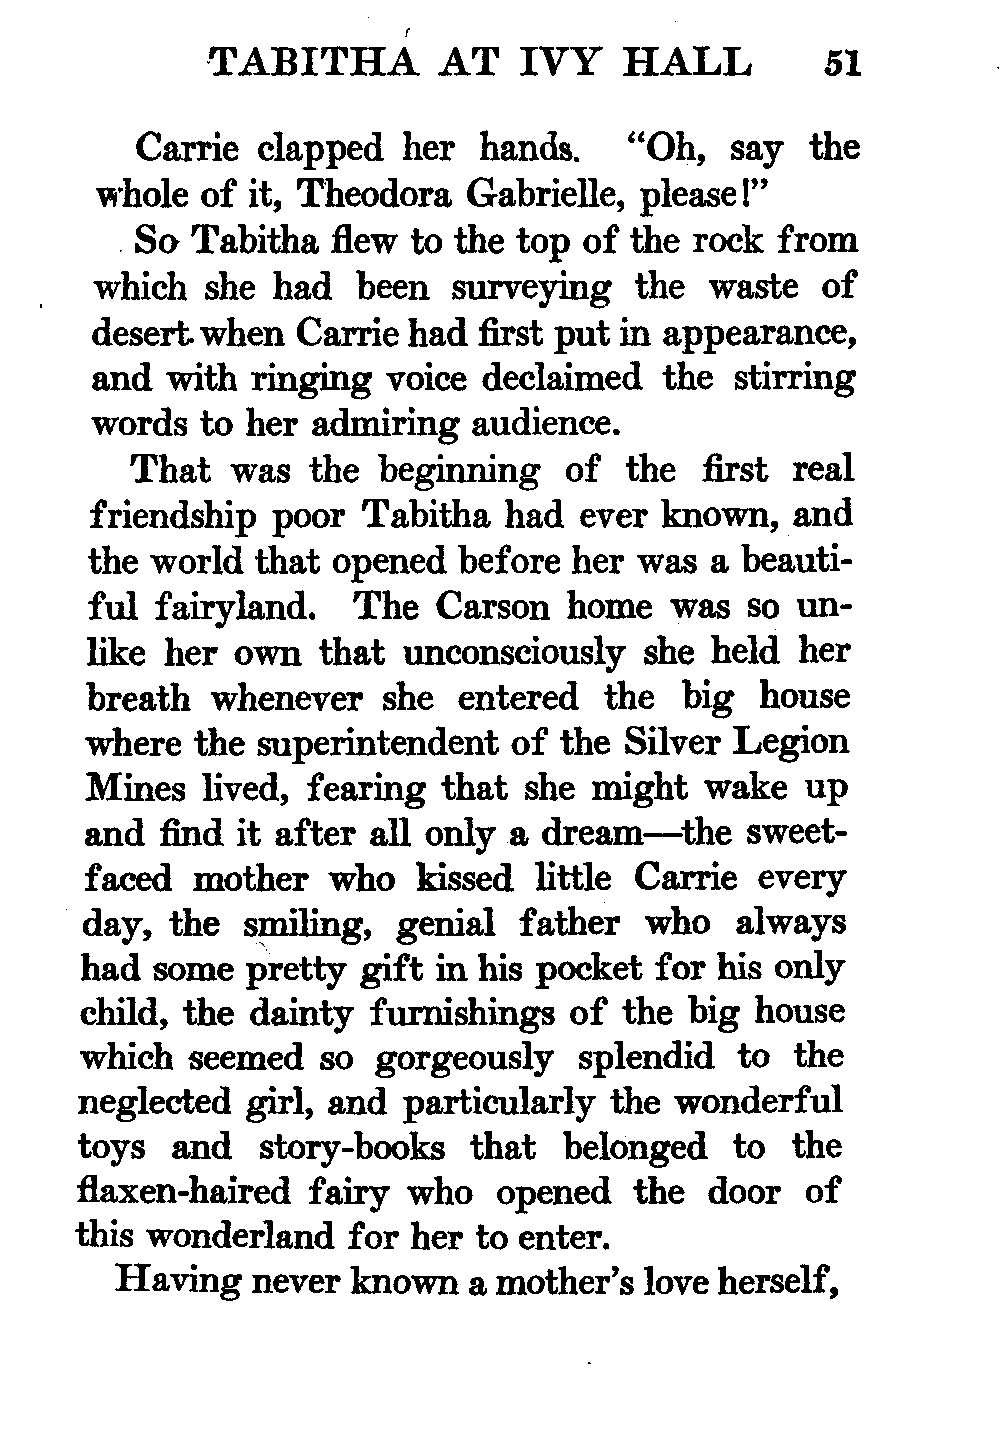 TABITHA AT IVY HALL 51
Carrie clapped her hands. “Oh, say the
whole of it, Theodora Gabrielle, please!”
So Tabitha flew to the top of the rock from
which she had been surveying the waste of
desert when Carrie had first put in appearance,
and with ringing voice declaimed the stirring
words to her admiring audience.
That was the beginning of the first real
friendship poor Tabitha had ever known, and
the world that opened before her was a beauti-
ful fairyland. The Carson home was so un-
like her own that unconsciously she held her
breath whenever she entered the big house
where the superintendent of the Silver Legion
Mines lived, fearing that she might wake up
and find it after all only a dream—the sweet-
faced mother who kissed little Carrie every
day, the smiling, genial father who always
had some pretty gift in his pocket for his only
child, the dainty furnishings of the big house
which seemed so gorgeously splendid to the
neglected girl, and particularly the wonderful
toys and story-books that belonged to the
flaxen-haired fairy who opened the door of
this wonderland for her to enter.
Having never known a mother’s love herself,